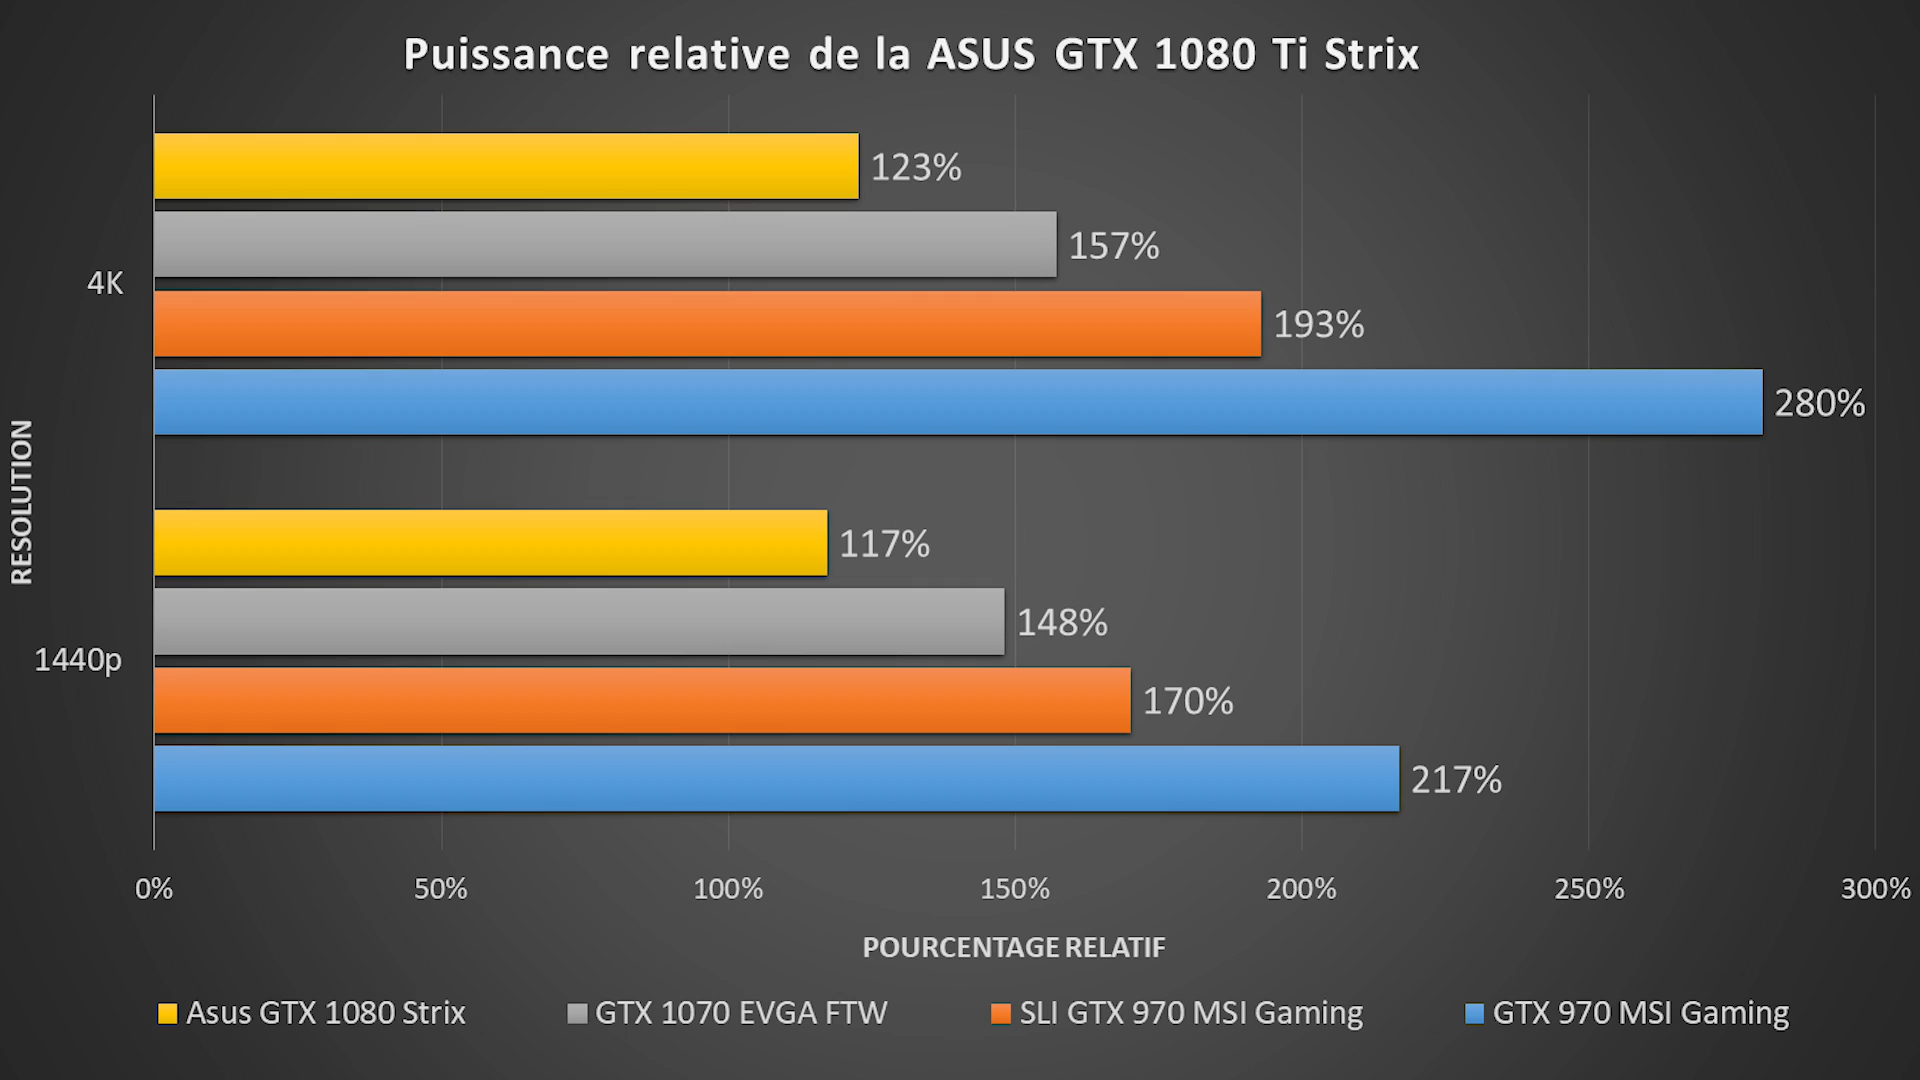 Puissance relative de la ASUS GTX 1080 Ti Strix
RESOLUTION
4K
123%
157%
193%
280%
1440p
117%
148%
170%
217%
0% 50% 100% 150% 200% 250% 300%
POURCENTAGE RELATIF
Asus GTX 1080 Strix GTX 1070 EVGA FTW SLI GTX 970 MSI Gaming GTX 970 MSI Gaming